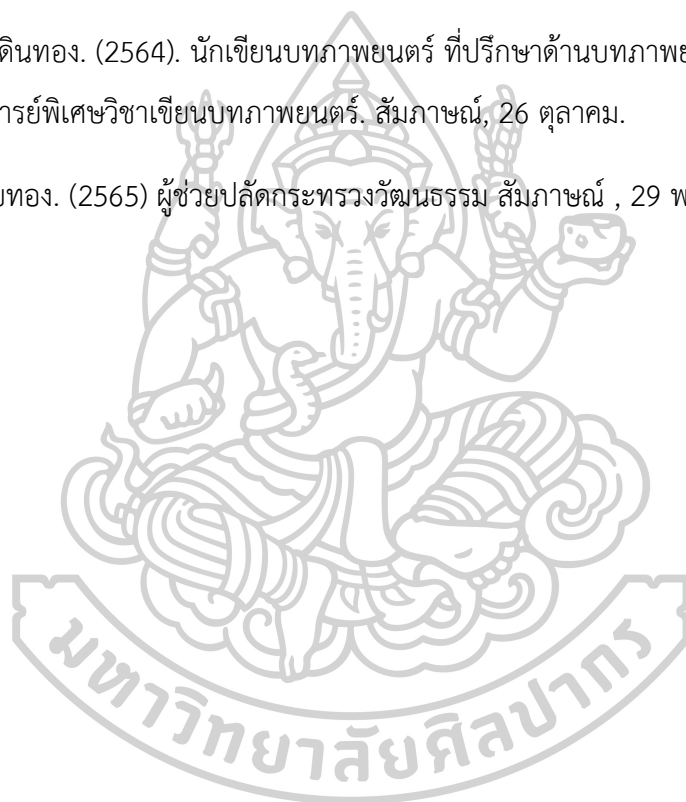 ดินทอง. (2564). นักเขียนบทภาพยนตร์ ที่ปรึกษาด้านบทภาพย
ารย์พิเศษวิชาเขียนบทภาพยนตร์. สัมภาษณ์, 26 ตุลาคม.
ทอง. (2565) ผู้ช่วยปลัดกระทรวงวัฒนธรรม สัมภาษณ์ , 29 พ
มหาวิทยาลัยศิลปากร